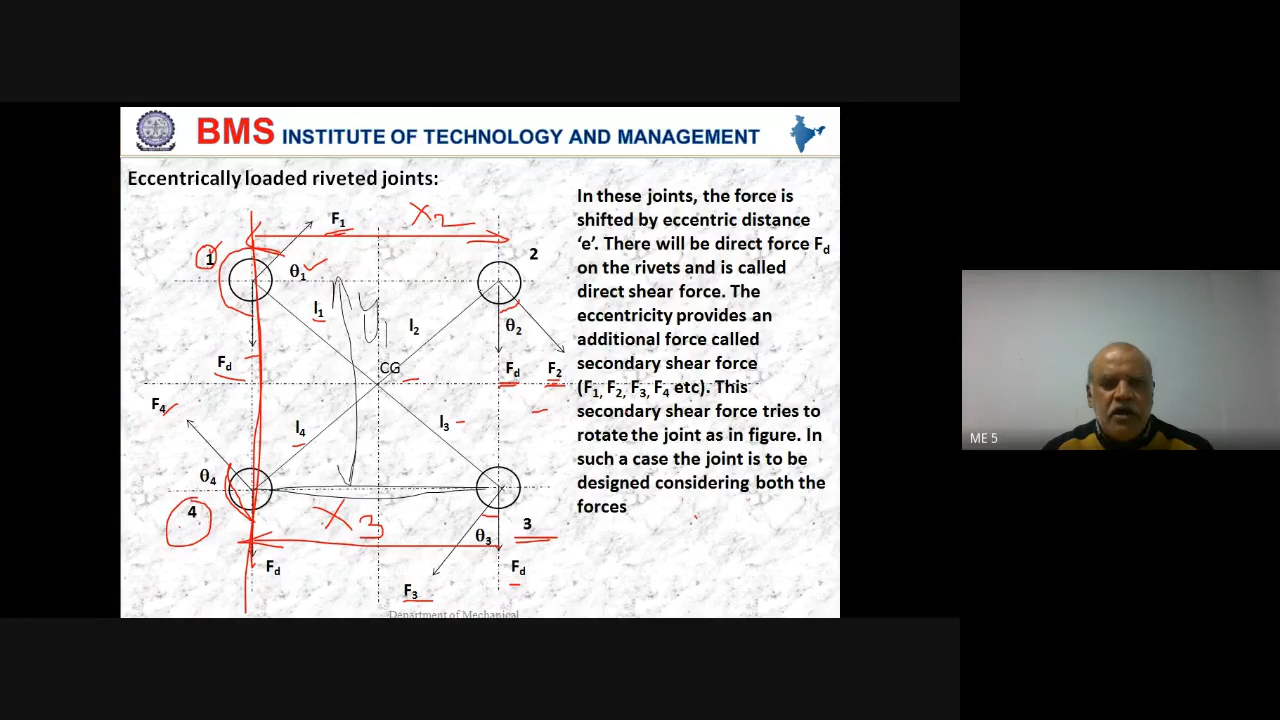 BMS INSTITUTE OF TECHNOLOGY AND MANAGEMENT
Eccentrically loaded riveted joints:
In these joints, the force is
shifted by eccentric distance
‘e’. There will be direct force Fd
on the rivets and is called
direct shear force. The
eccentricity provides an
additional force called
secondary shear force
(F1, F2, F3, F4 etc). This
secondary shear force tries to
rotate the joint as in figure. In
such a case the joint is to be
designed considering both the
forces
F1
X2
1
2
θ1
l1
y1
l2
θ2
Fd
CG
Fd
F2
F4
l4
l3
θ4
4
X3
3
θ3
Fd
Fd
F3
Department of Mechanical
ME 5